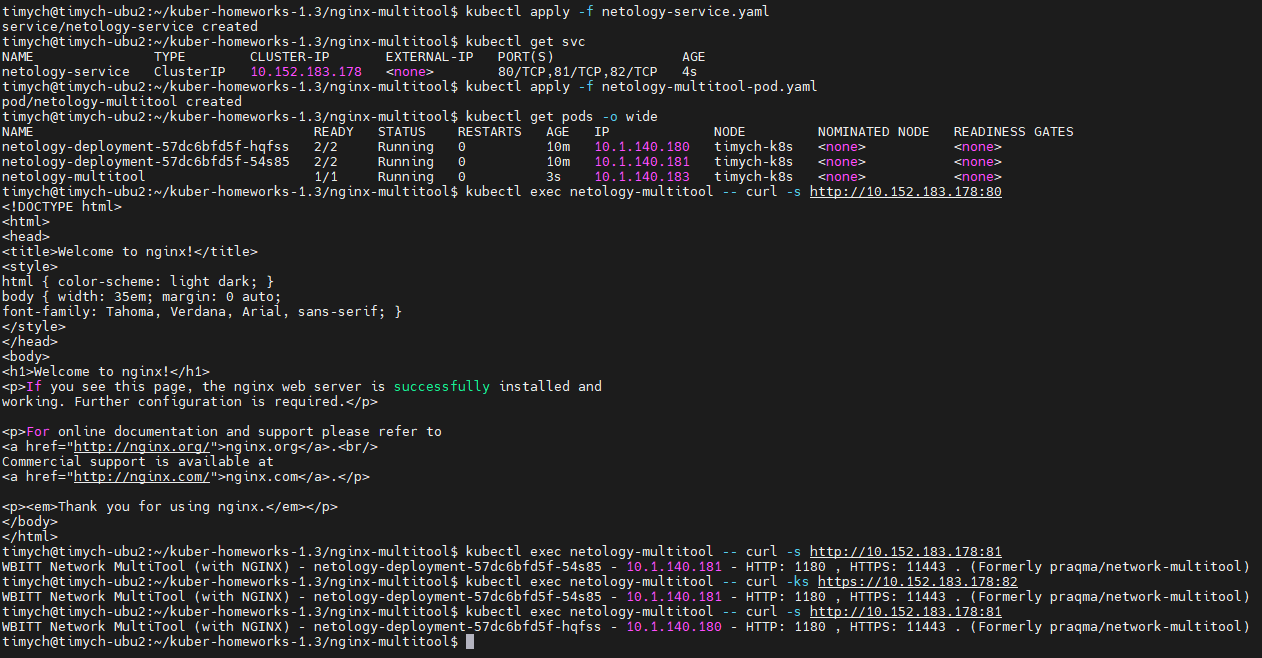 timych@timych-ubu2:~/kuber-homeworks-1.3/nginx-multitool$ kubectl apply -f netology-service.yaml
service/netology-service created
timych@timych-ubu2:~/kuber-homeworks-1.3/nginx-multitool$ kubectl get svc
NAME               TYPE        CLUSTER-IP       EXTERNAL-IP   PORT(S)                AGE
netology-service   ClusterIP   10.152.183.178   <none>        80/TCP,81/TCP,82/TCP   4s
timych@timych-ubu2:~/kuber-homeworks-1.3/nginx-multitool$ kubectl apply -f netology-multitool-pod.yaml
pod/netology-multitool created
timych@timych-ubu2:~/kuber-homeworks-1.3/nginx-multitool$ kubectl get pods -o wide
NAME                                   READY   STATUS    RESTARTS   AGE   IP             NODE         NOMINATED NODE   READINESS GATES
netology-deployment-57dc6bfd5f-hqfss   2/2     Running   0          10m   10.1.140.180   timych-k8s   <none>           <none>
netology-deployment-57dc6bfd5f-54s85   2/2     Running   0          10m   10.1.140.181   timych-k8s   <none>           <none>
netology-multitool                     1/1     Running   0          3s    10.1.140.183   timych-k8s   <none>           <none>
timych@timych-ubu2:~/kuber-homeworks-1.3/nginx-multitool$ kubectl exec netology-multitool -- curl -s http://10.152.183.178:80
<!DOCTYPE html>
<html>
<head>
<title>Welcome to nginx!</title>
<style>
html { color-scheme: light dark; }
body { width: 35em; margin: 0 auto;
font-family: Tahoma, Verdana, Arial, sans-serif; }
</style>
</head>
<body>
<h1>Welcome to nginx!</h1>
<p>If you see this page, the nginx web server is successfully installed and
working. Further configuration is required.</p>

<p>For online documentation and support please refer to
<a href="http://nginx.org/">nginx.org</a>.<br/>
Commercial support is available at
<a href="http://nginx.com/">nginx.com</a>.</p>

<p><em>Thank you for using nginx.</em></p>
</body>
</html>
timych@timych-ubu2:~/kuber-homeworks-1.3/nginx-multitool$ kubectl exec netology-multitool -- curl -s http://10.152.183.178:81
WBITT Network MultiTool (with NGINX) - netology-deployment-57dc6bfd5f-54s85 - 10.1.140.181 - HTTP: 1180 , HTTPS: 11443 . (Formerly praqma/network-multitool)
timych@timych-ubu2:~/kuber-homeworks-1.3/nginx-multitool$ kubectl exec netology-multitool -- curl -ks https://10.152.183.178:82
WBITT Network MultiTool (with NGINX) - netology-deployment-57dc6bfd5f-54s85 - 10.1.140.181 - HTTP: 1180 , HTTPS: 11443 . (Formerly praqma/network-multitool)
timych@timych-ubu2:~/kuber-homeworks-1.3/nginx-multitool$ kubectl exec netology-multitool -- curl -s http://10.152.183.178:81
WBITT Network MultiTool (with NGINX) - netology-deployment-57dc6bfd5f-hqfss - 10.1.140.180 - HTTP: 1180 , HTTPS: 11443 . (Formerly praqma/network-multitool)
timych@timych-ubu2:~/kuber-homeworks-1.3/nginx-multitool$